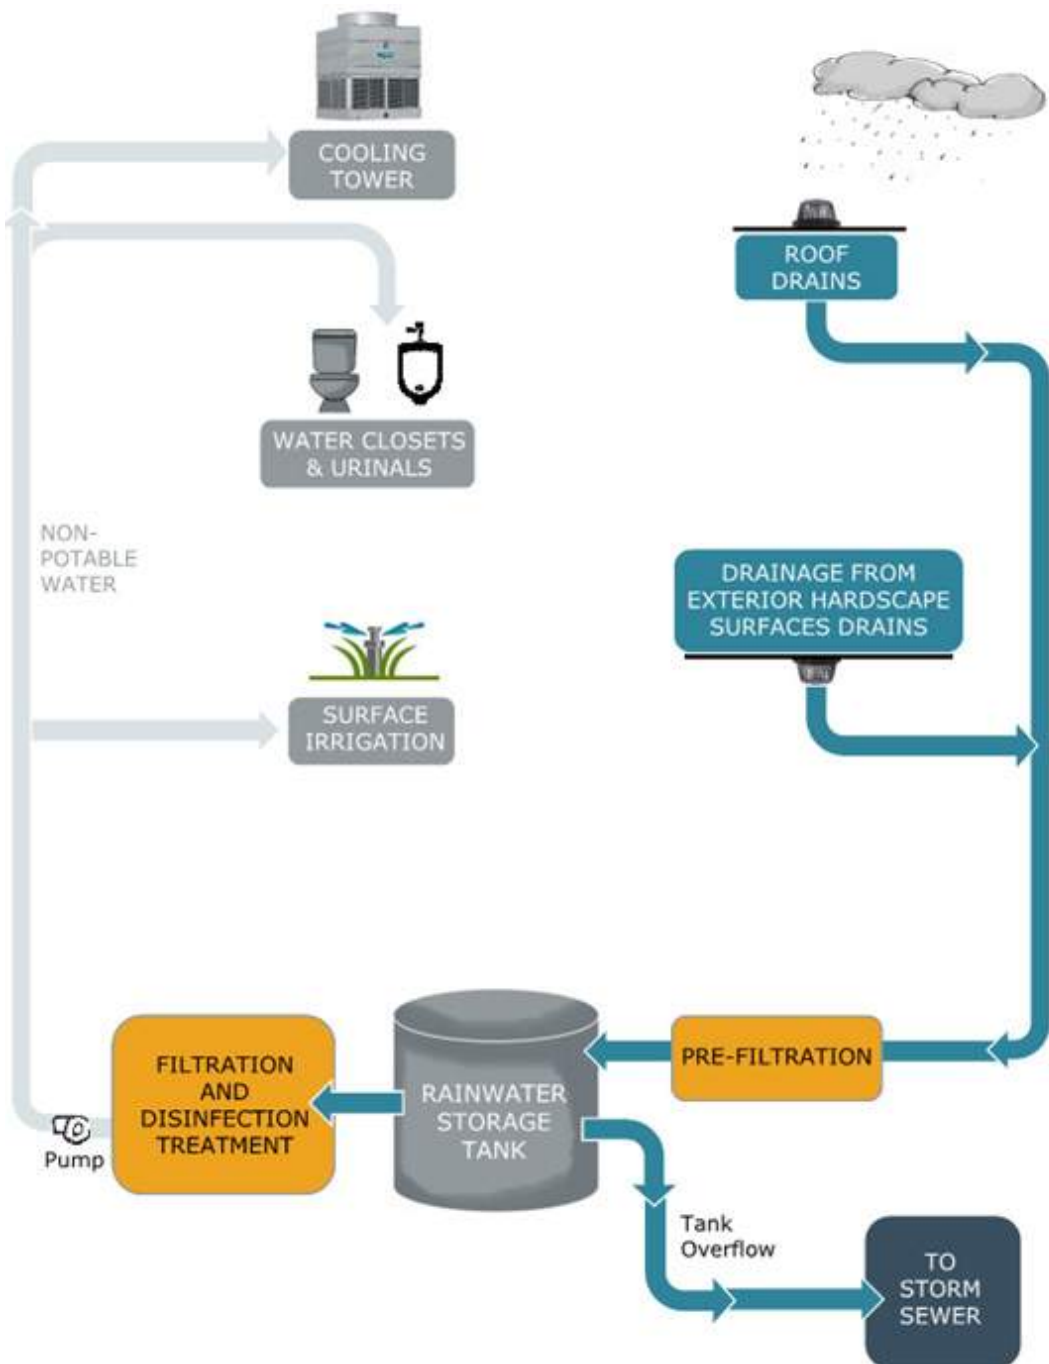 COOLING
TOWER
ROOF
DRAINS
WATER CLOSETS
& URINALS
NON-
POTABLE
WATER
DRAINAGE FROM
EXTERIOR HARDSCAPE
SURFACES DRAINS
SURFACE
IRRIGATION
FILTRATION
AND
DISINFECTION
TREATMENT
Pump
RAINWATER
STORAGE
TANK
PRE-FILTRATION
Tank
Overflow
TO
STORM
SEWER